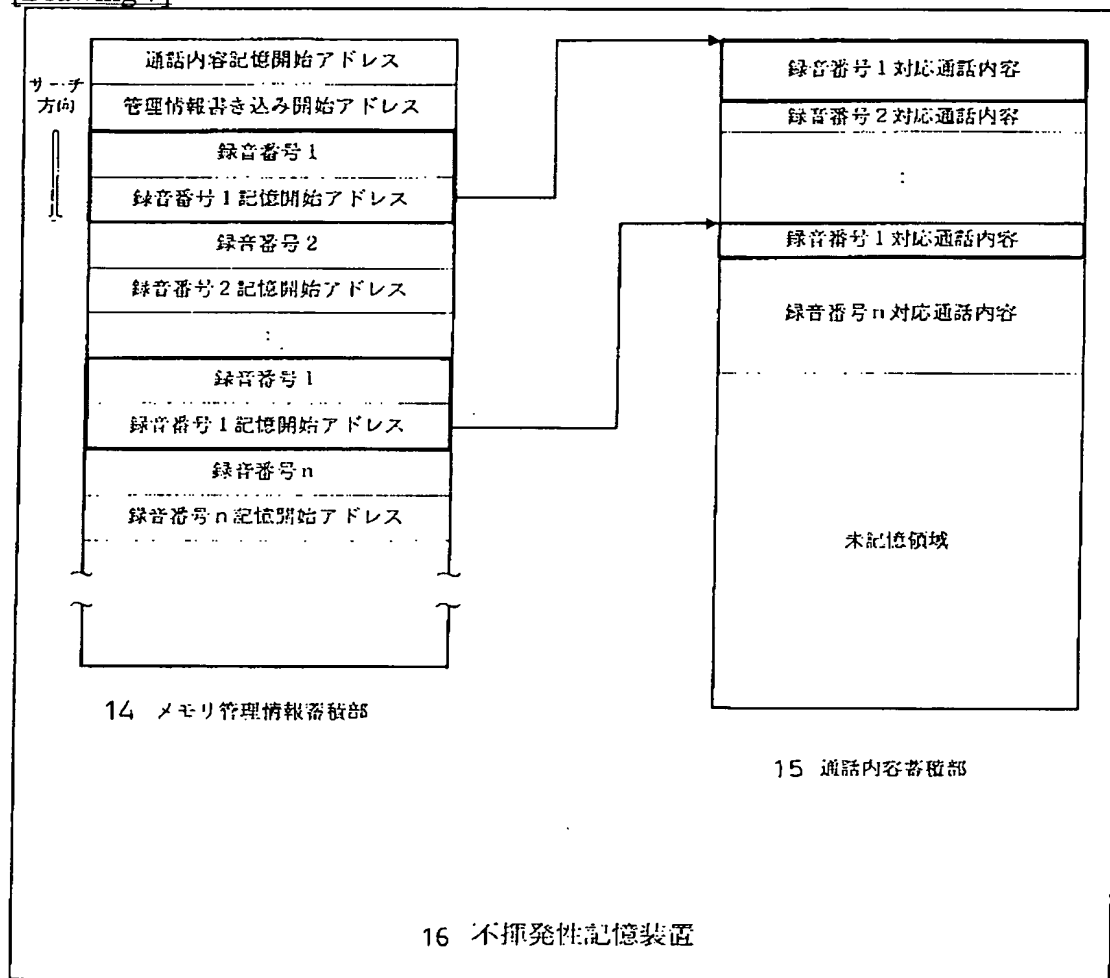 サーチ
方向
通話内容記憶開始アドレス
管理情報書き込み開始アドレス
録音番号1
録音番号1記憶開始アドレス
録音番号2
録音番号2記憶開始アドレス
:
録音番号1
録音番号1記憶開始アドレス
録音番号n
録音番号n記憶開始アドレス
14 メモリ管理情報蓄積部
録音番号1対応通話内容
録音番号2対応通話内容
:
録音番号1対応通話内容
録音番号n対応通話内容
未記憶領域
15 通話内容蓄積部
16 不揮発性記憶装置